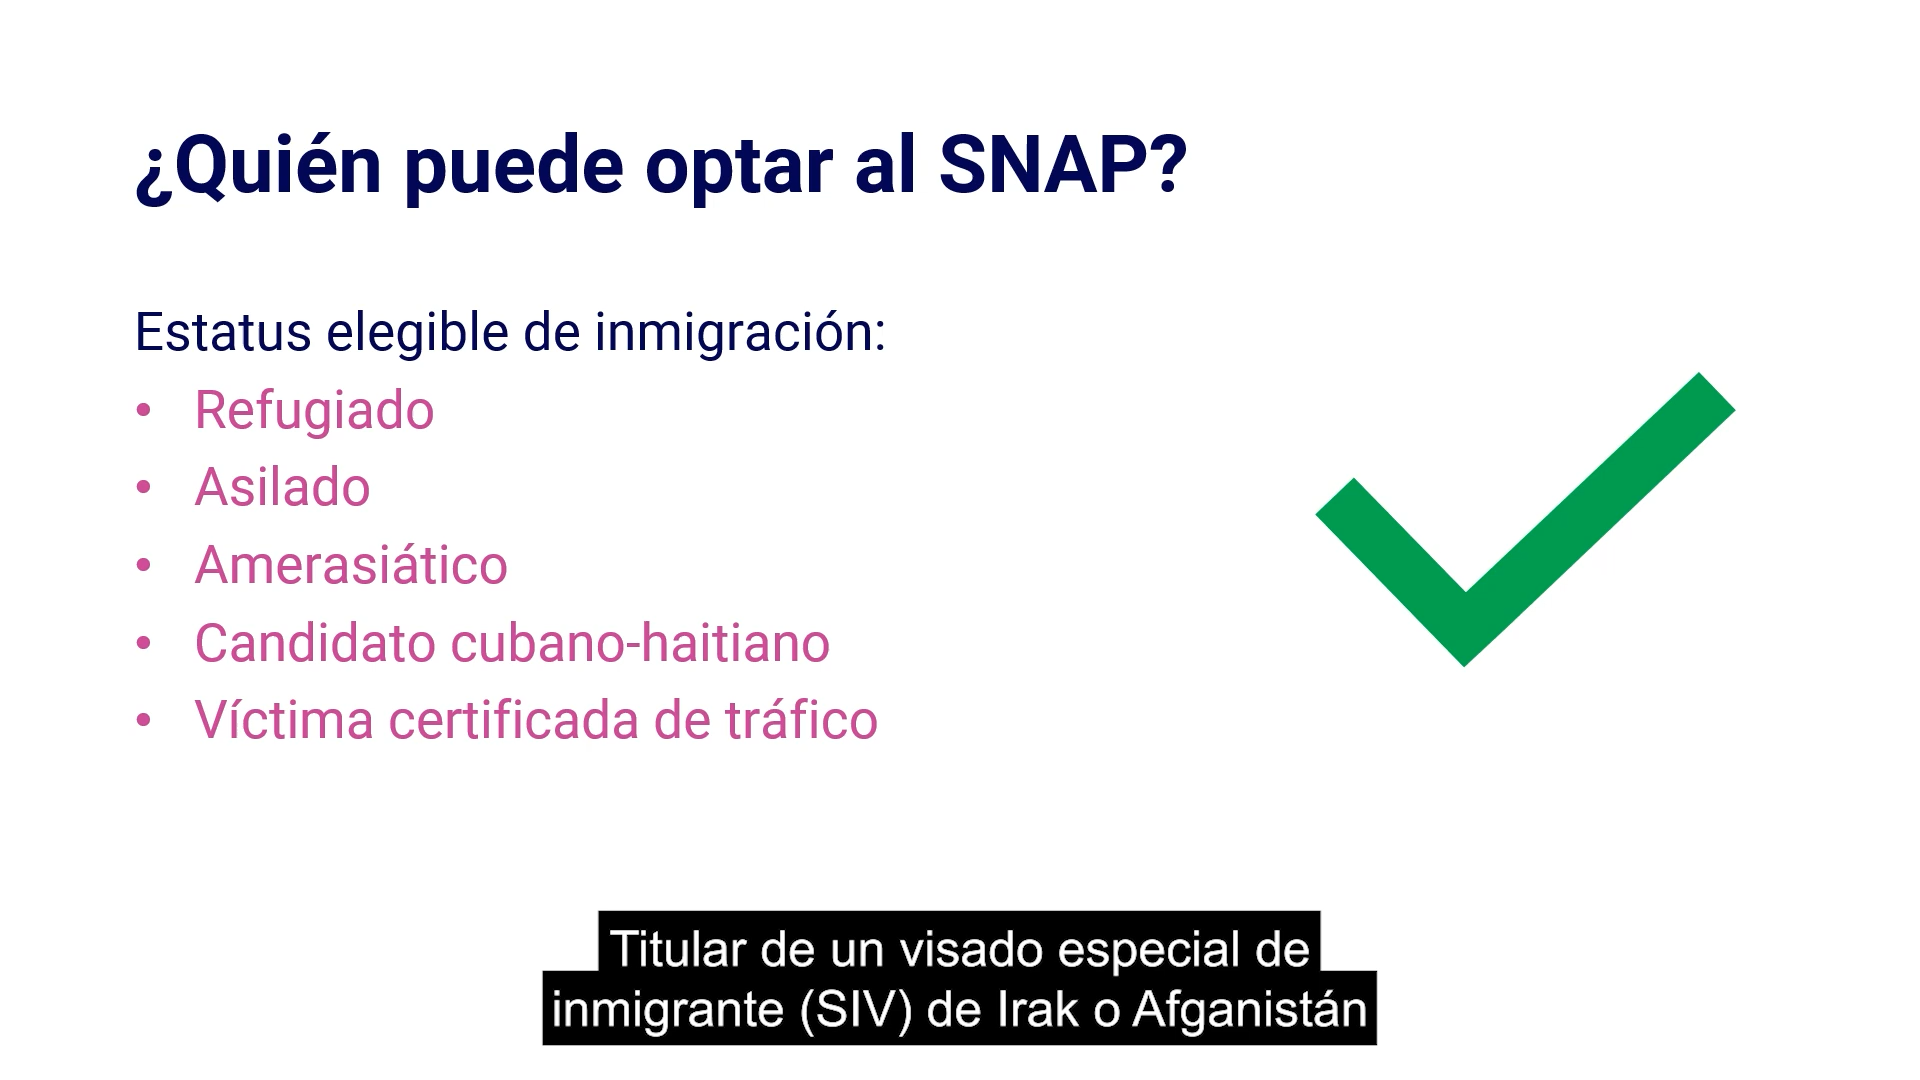 ¿Quién puede optar al SNAP?
Estatus elegible de inmigración:
• Refugiado
• Asilado
• Amerasiático
• Candidato cubano-haitiano
• Víctima certificada de tráfico
Titular de un visado especial de
inmigrante (SIV) de Irak o Afganistán